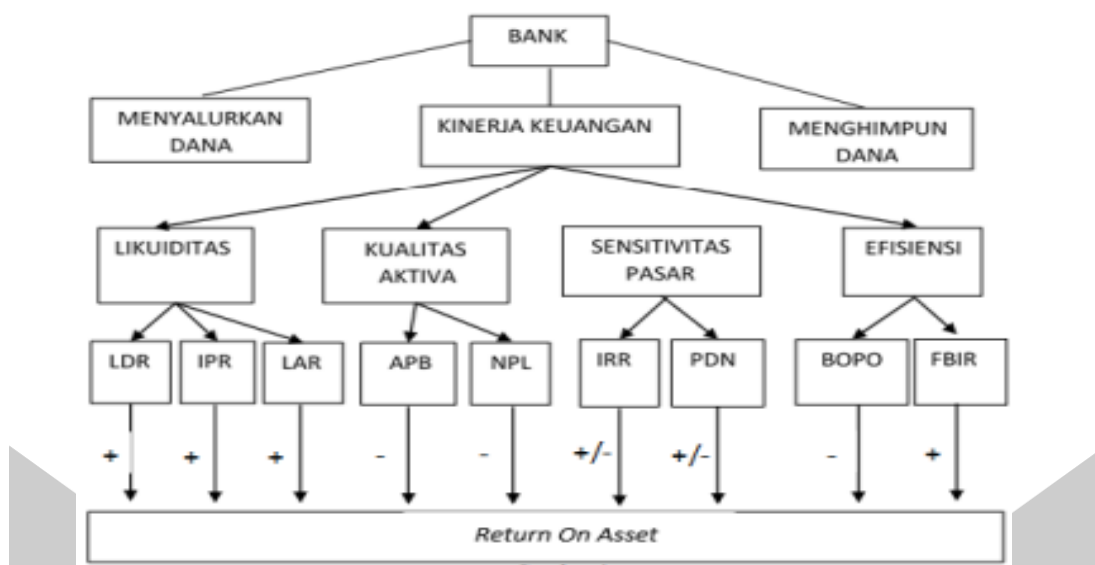 BANK
MENYALURKAN
DANA
KINERJA KEUANGAN
MENGHIMPUN
DANA
LIKUIDITAS
KUALITAS
AKTIVA
SENSITIVITAS
PASAR
EFISIENSI
LDR
IPR
LAR
APB
NPL
IRR
PDN
BOPO
FBIR
+
+
+
-
-
+/-
+/-
-
+
Return On Asset